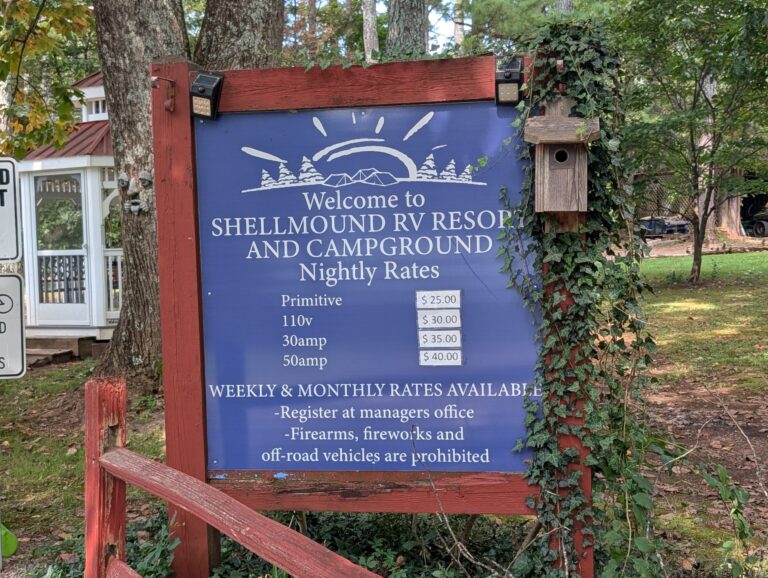 Welcome to
SHELLMOUND RV RESORT
AND CAMPGROUND
Nightly Rates
Primitive $ 25.00
110v $ 30.00
30amp $ 35.00
50amp $ 40.00
WEEKLY & MONTHLY RATES AVAILABLE
-Register at managers office
-Firearms, fireworks and
off-road vehicles are prohibited